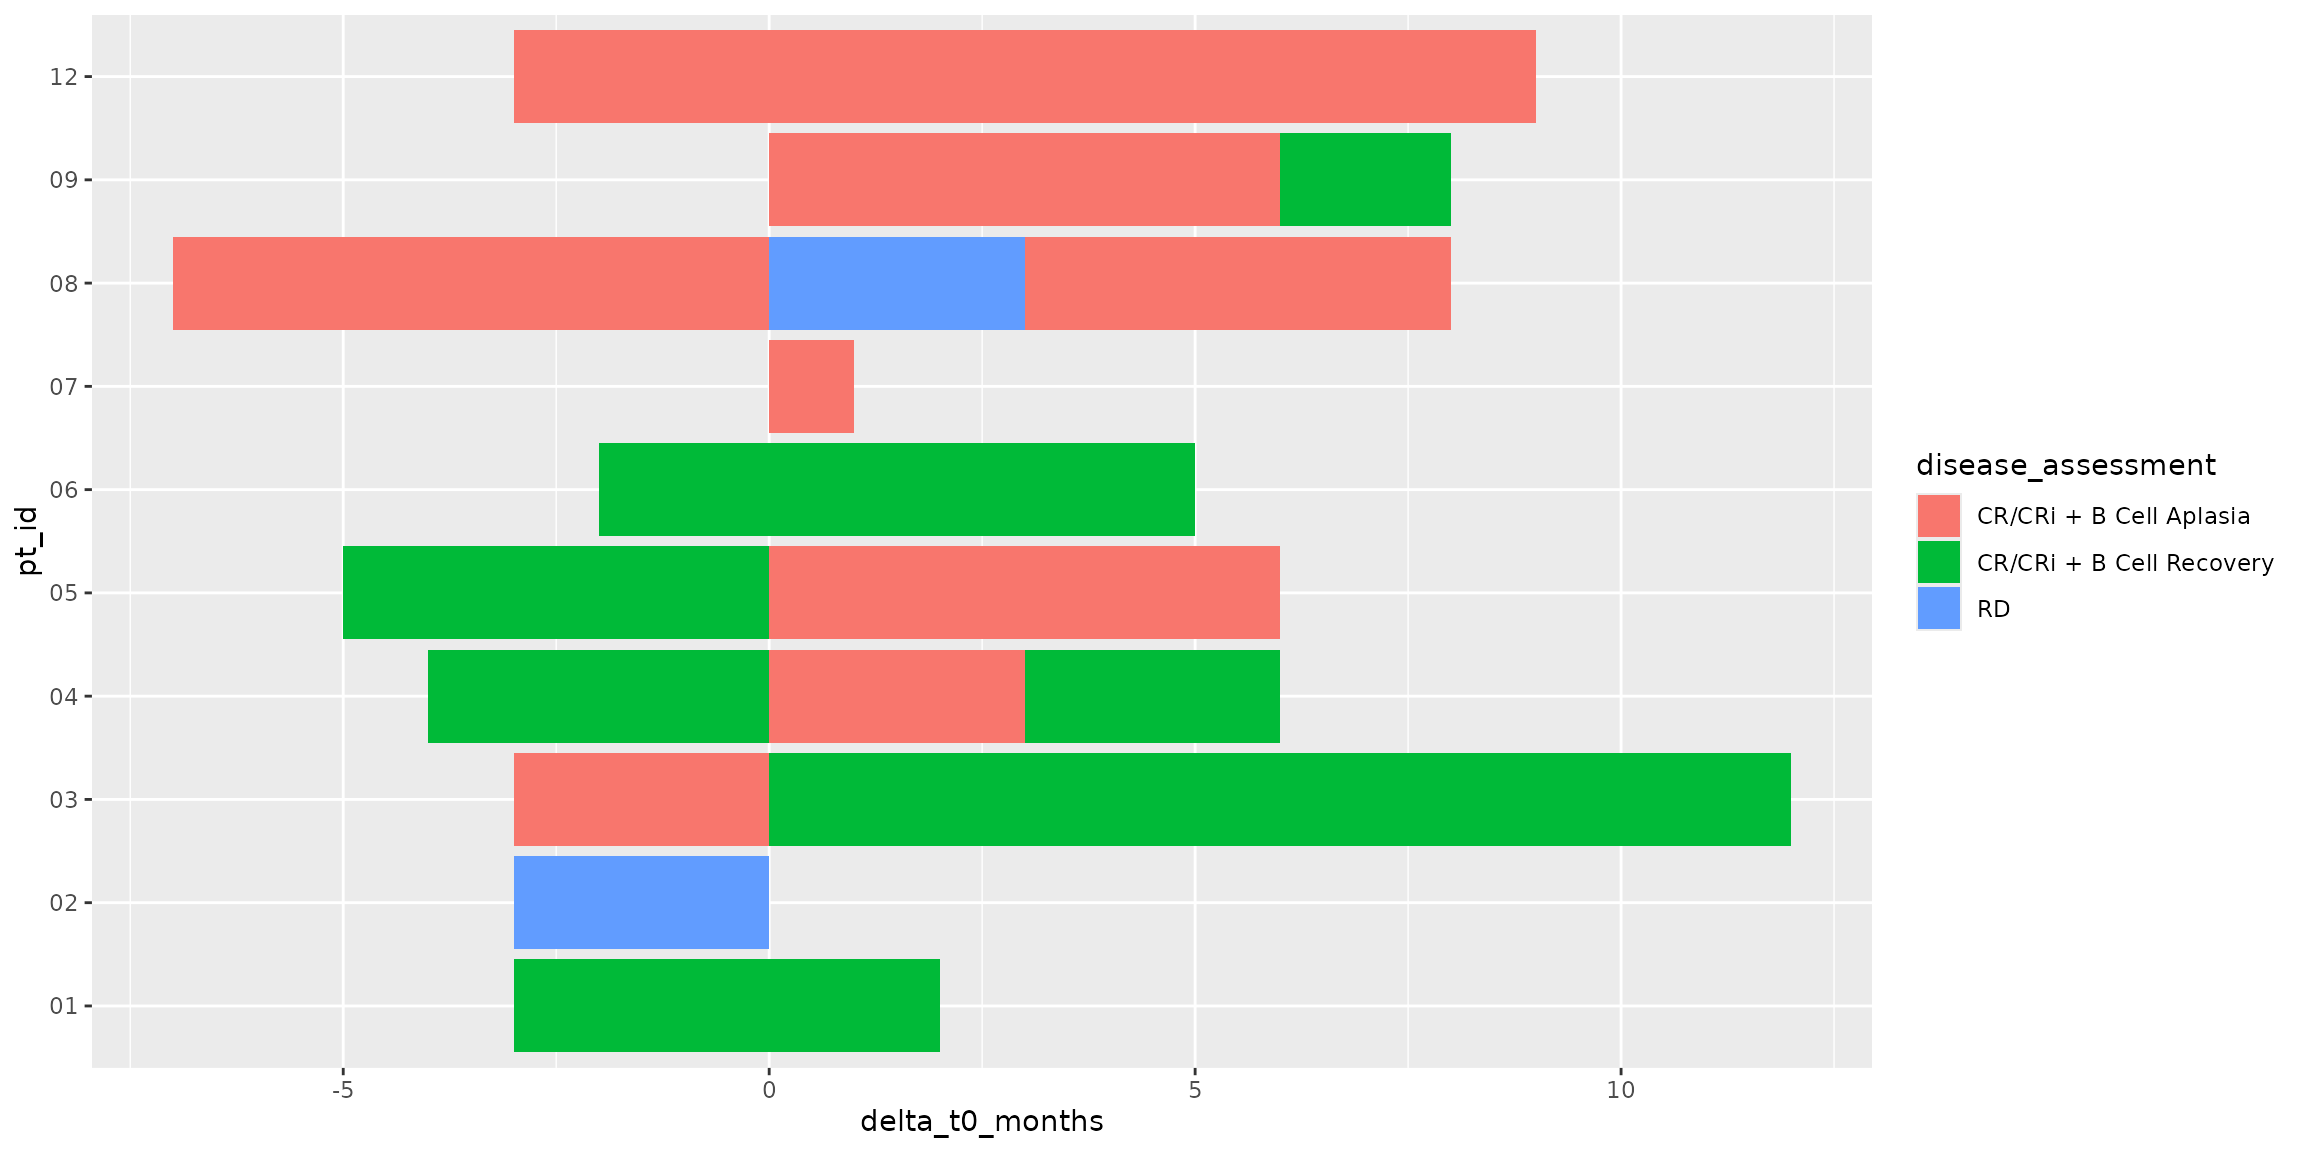 12
09
08
07
06
05
04
03
02
01
pt_id
-5 0 5 10
delta_t0_months
disease_assessment
CR/CRi + B Cell Aplasia
CR/CRi + B Cell Recovery
RD